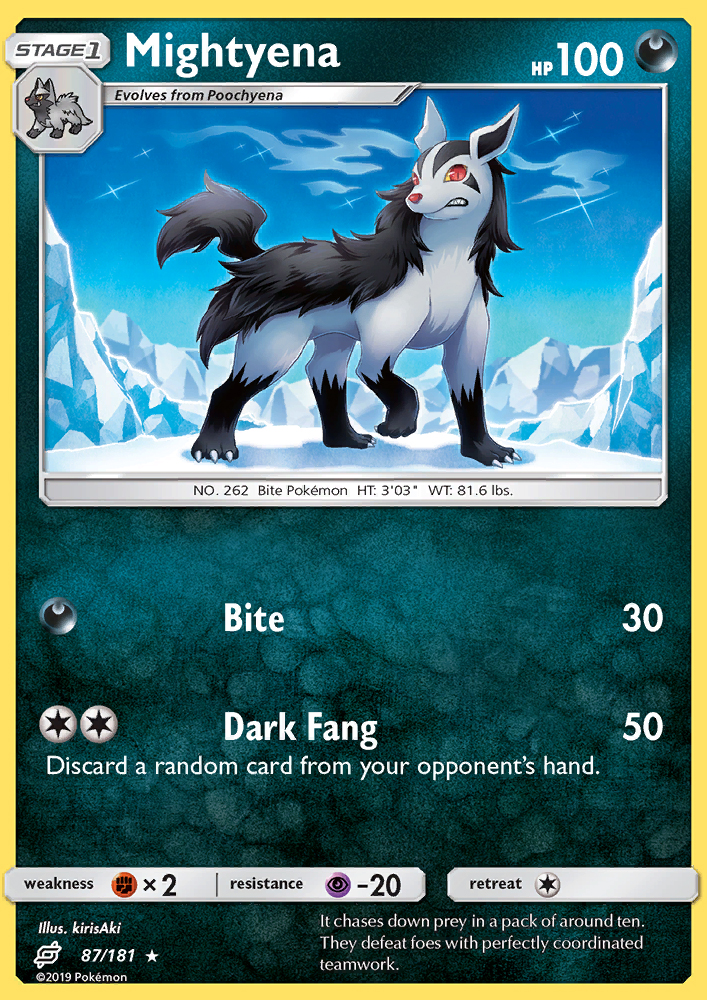 STAGE1
Mightyena
HP100
Evolves from Poochyena
NO. 262 Bite Pokémon HT: 3'03" WT: 81.6 lbs.
Bite 30
Dark Fang 50
Discard a random card from your opponent's hand.
weakness ×2 resistance -20 retreat
Illus. kirisAki
87/181 ★
©2019 Pokémon
It chases down prey in a pack of around ten.
They defeat foes with perfectly coordinated
teamwork.